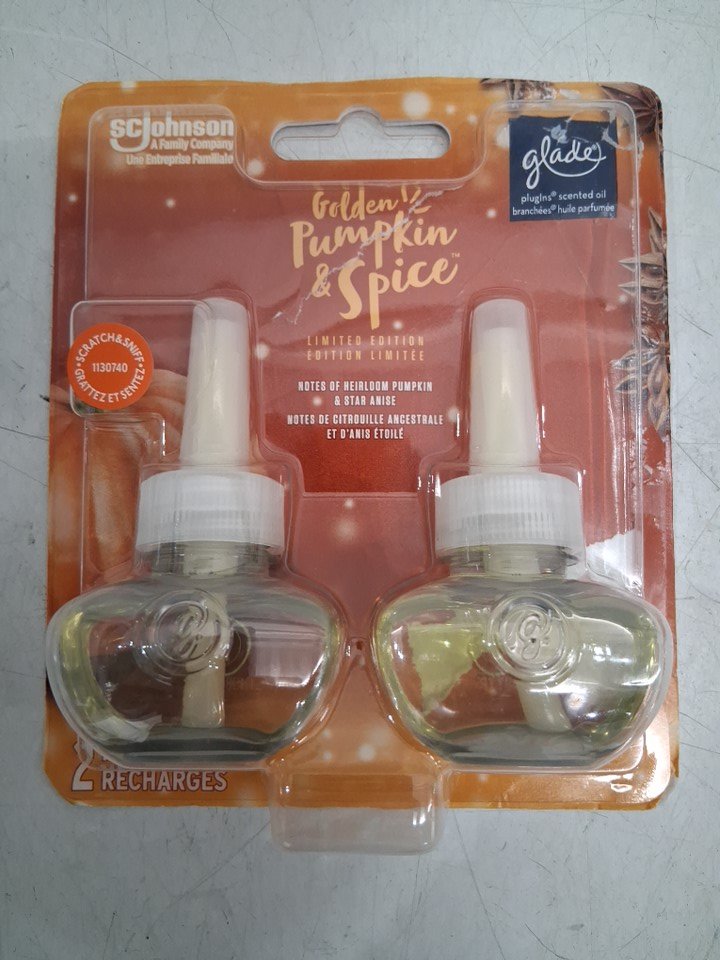 SCJohnson
A Family Company
Une Entreprise Familiale
glade
plugIns® scented oil
branchées® huile parfumée
Golden
Pumpkin
& Spice™
LIMITED EDITION
ÉDITION LIMITÉE
•SCRATCH&SNIFF•
1130740
GRATTEZ ET SENTEZ
NOTES OF HEIRLOOM PUMPKIN
& STAR ANISE
NOTES DE CITROUILLE ANCESTRALE
ET D'ANIS ÉTOILÉ
2
RECHARGES